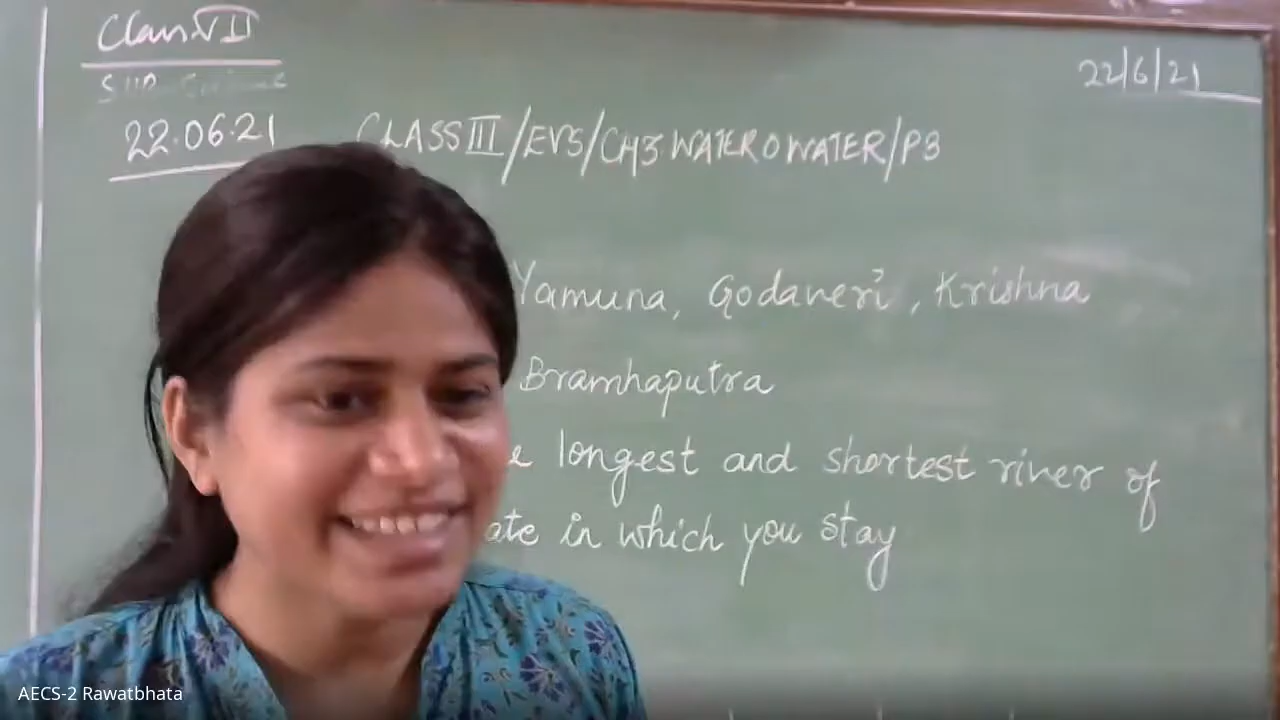 Class VII
22/6/21
22.06.21
CLASS III/EVS/CH3 WATER O WATER/P3
Yamuna, Godaveri, Krishna
Bramhaputra
longest and shortest river of
ate in which you stay
AECS-2 Rawatbhata